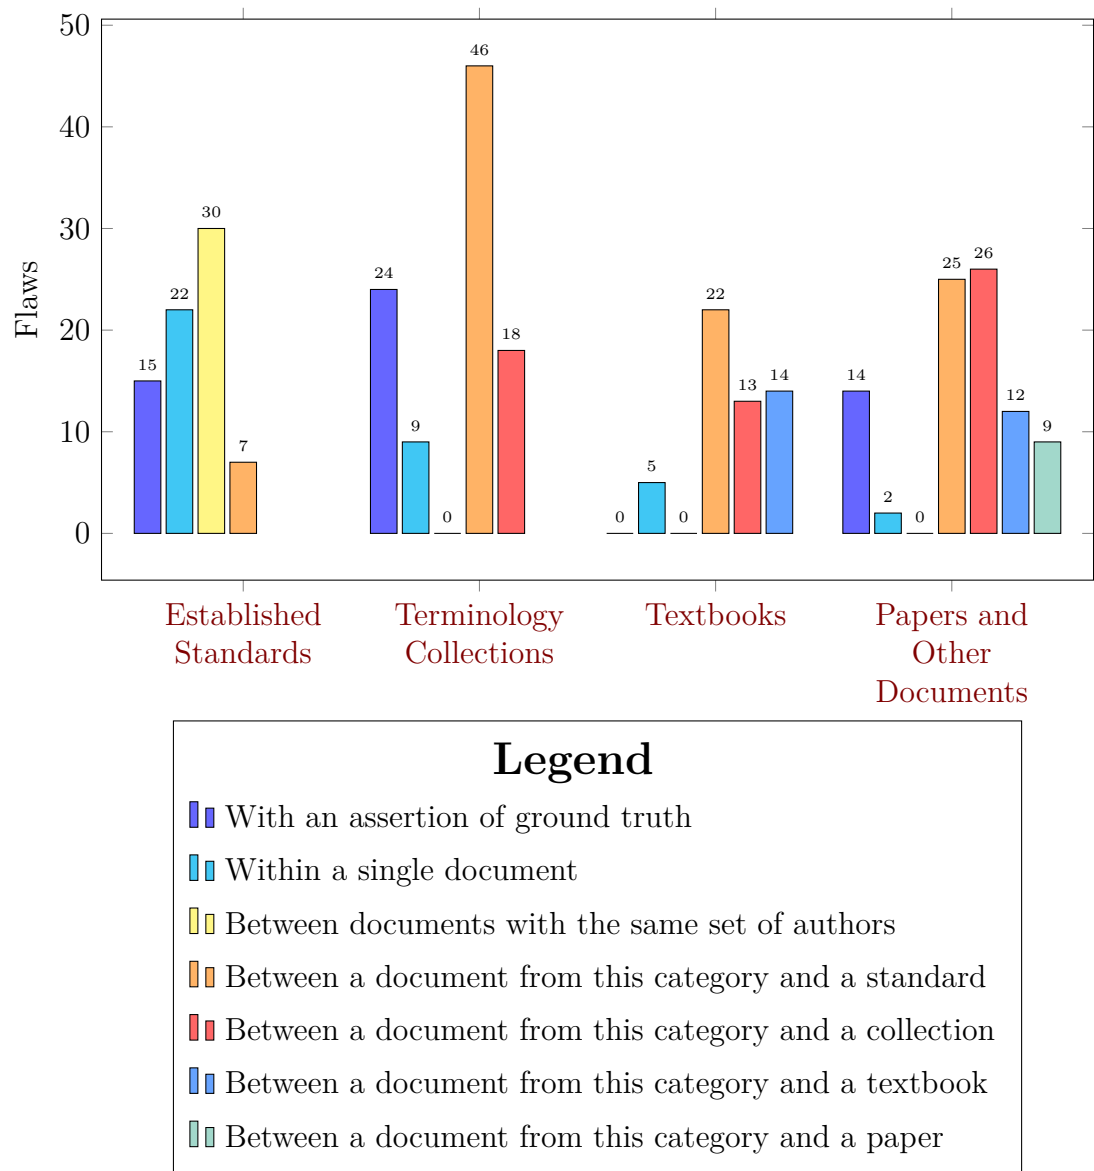 50
40
30
20
10
0
Flaws
15
22
30
7
24
9
0
46
18
0
5
0
22
13
14
14
2
0
25
26
12
9
Established
Standards
Terminology
Collections
Textbooks
Papers and
Other
Documents
Legend
With an assertion of ground truth
Within a single document
Between documents with the same set of authors
Between a document from this category and a standard
Between a document from this category and a collection
Between a document from this category and a textbook
Between a document from this category and a paper